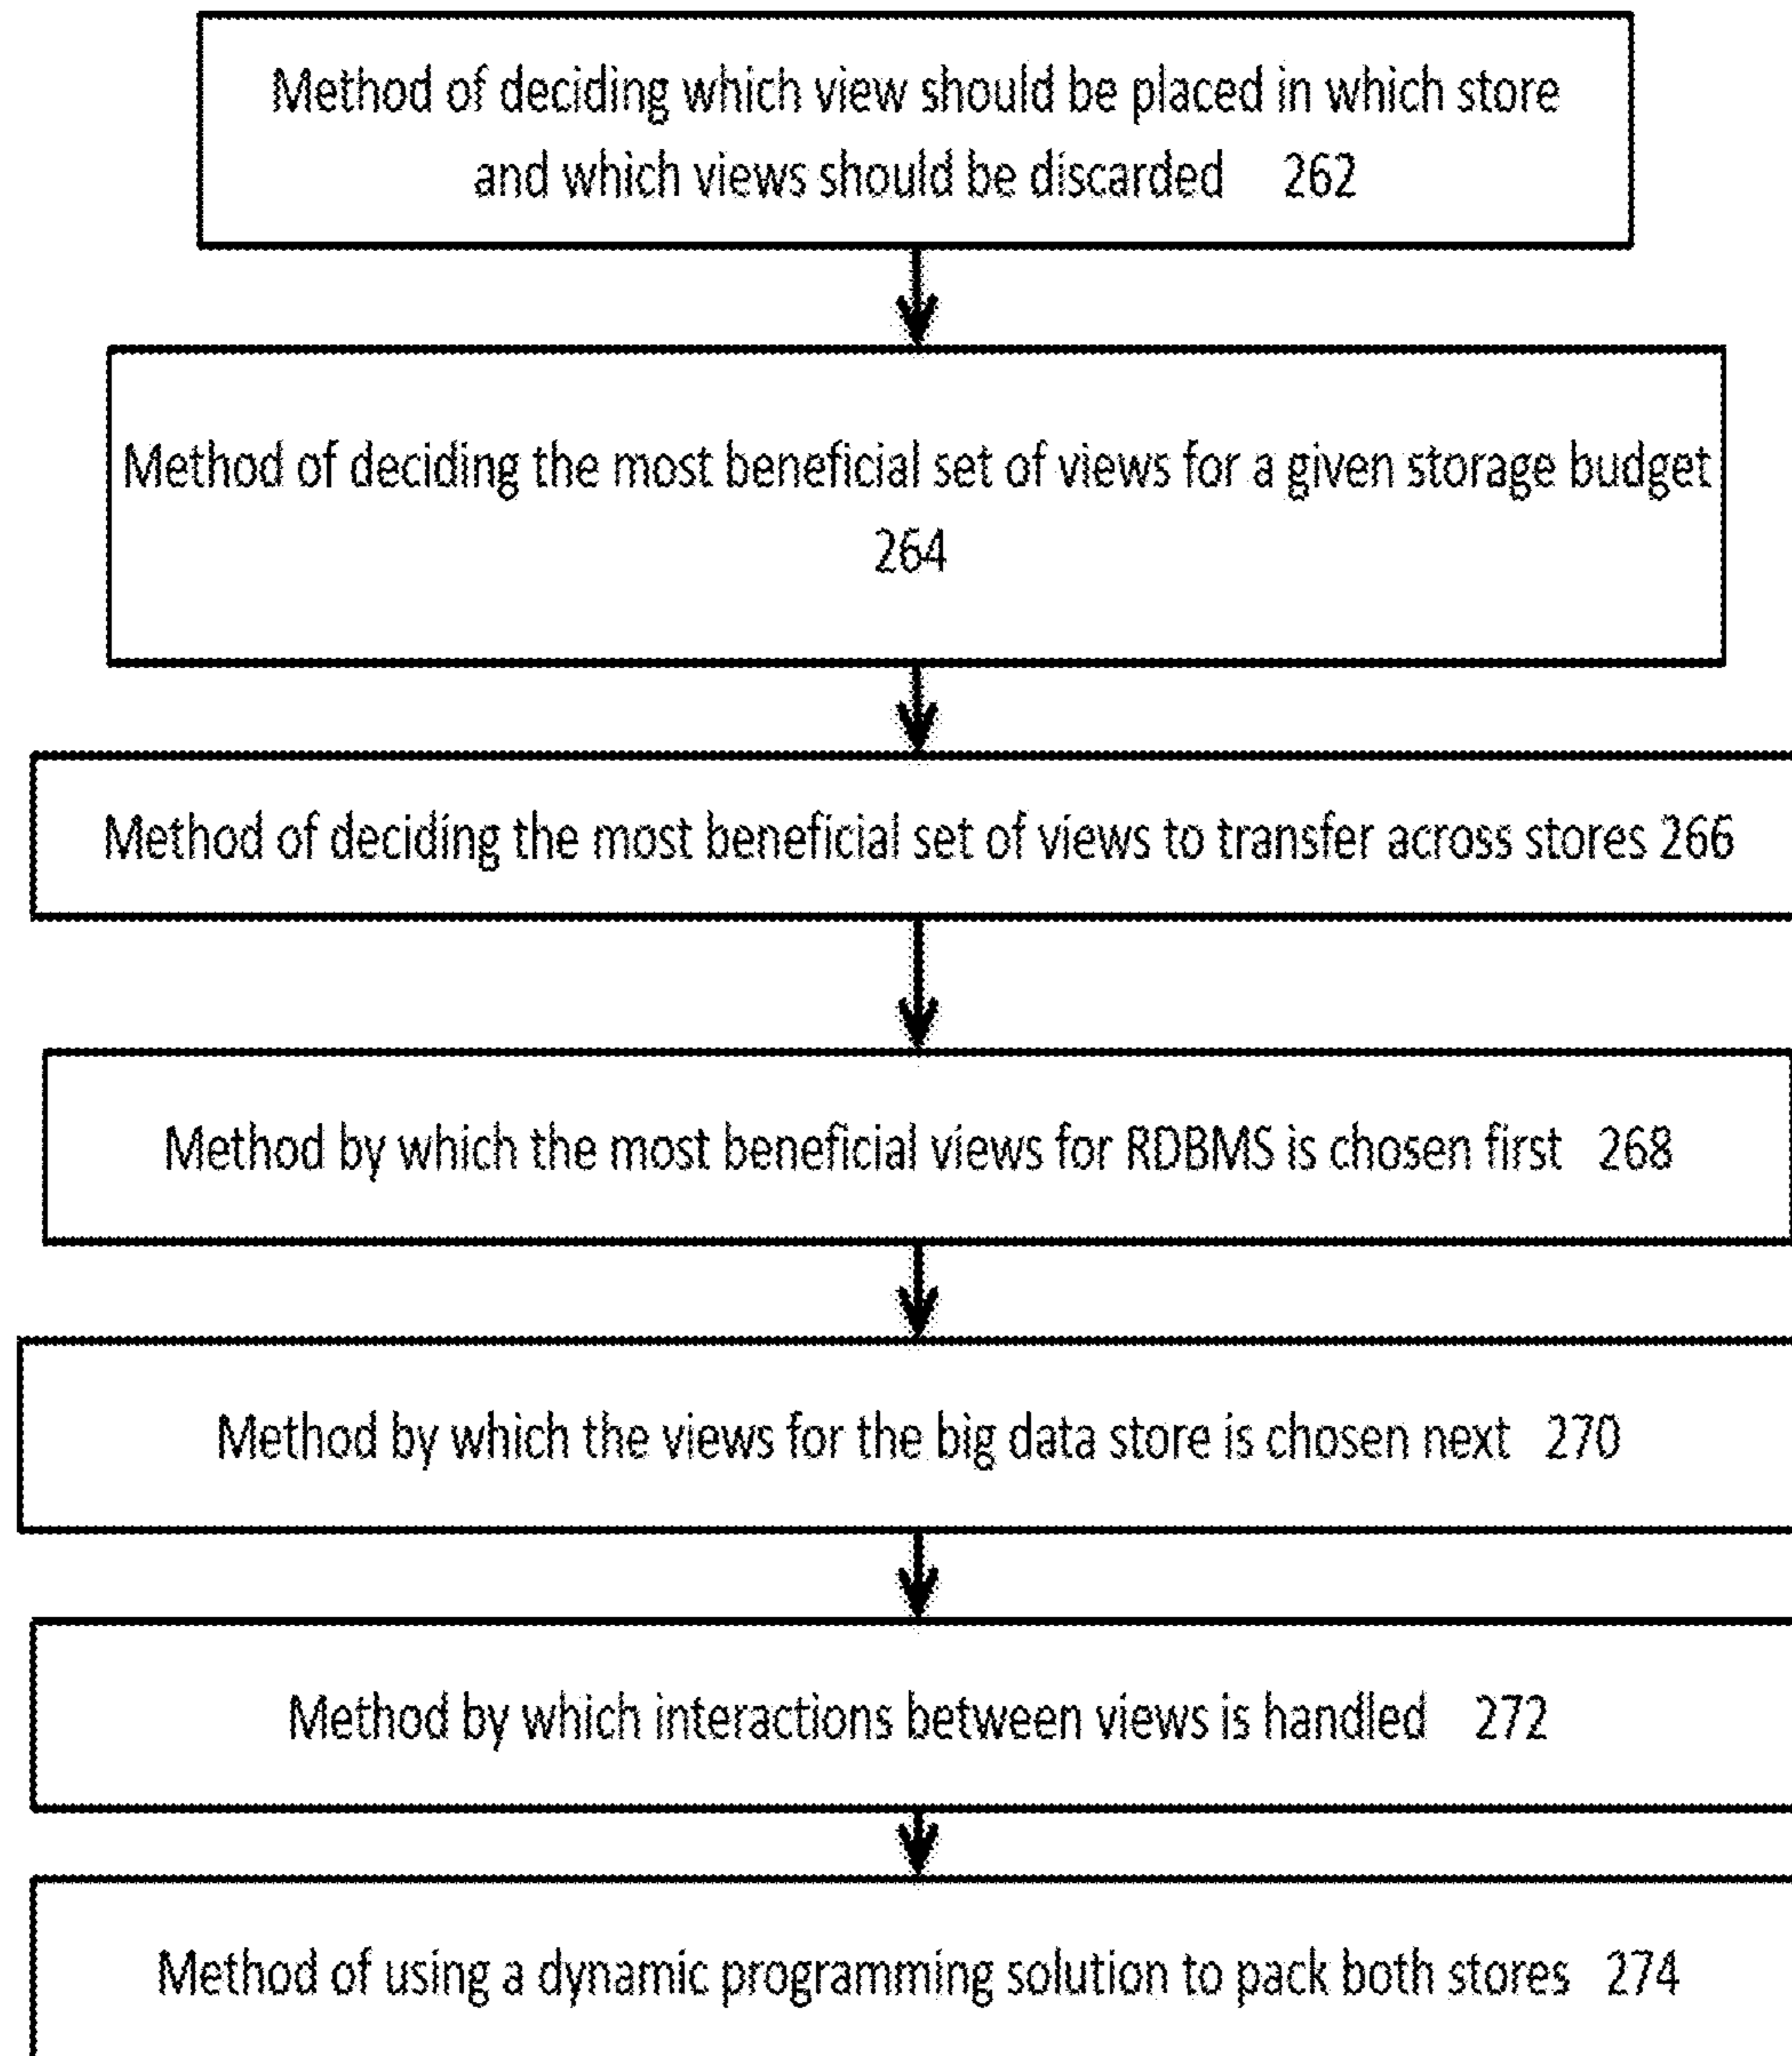 Method of deciding which view should be placed in which store
and which views should be discarded 262
Method of deciding the most beneficial set of views for a given storage budget
264
Method of deciding the most beneficial set of views to transfer across stores 266
Method by which the most beneficial views for RDBMS is chosen first 268
Method by which the views for the big data store is chosen next 270
Method by which interactions between views is handled 272
Method of using a dynamic programming solution to pack both stores 274